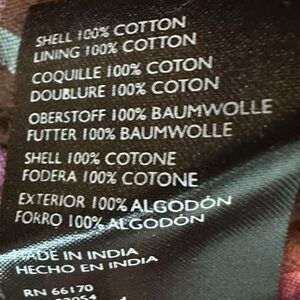 SHELL 100% COTTON
LINING 100% COTTON
COQUILLE 100% COTON
DOUBLURE 100% COTON
OBERSTOFF 100% BAUMWOLLE
FUTTER 100% BAUMWOLLE
SHELL 100% COTONE
FODERA 100% COTONE
EXTERIOR 100% ALGODÓN
FORRO 100% ALGODÓN
MADE IN INDIA
HECHO EN INDIA
RN 66170